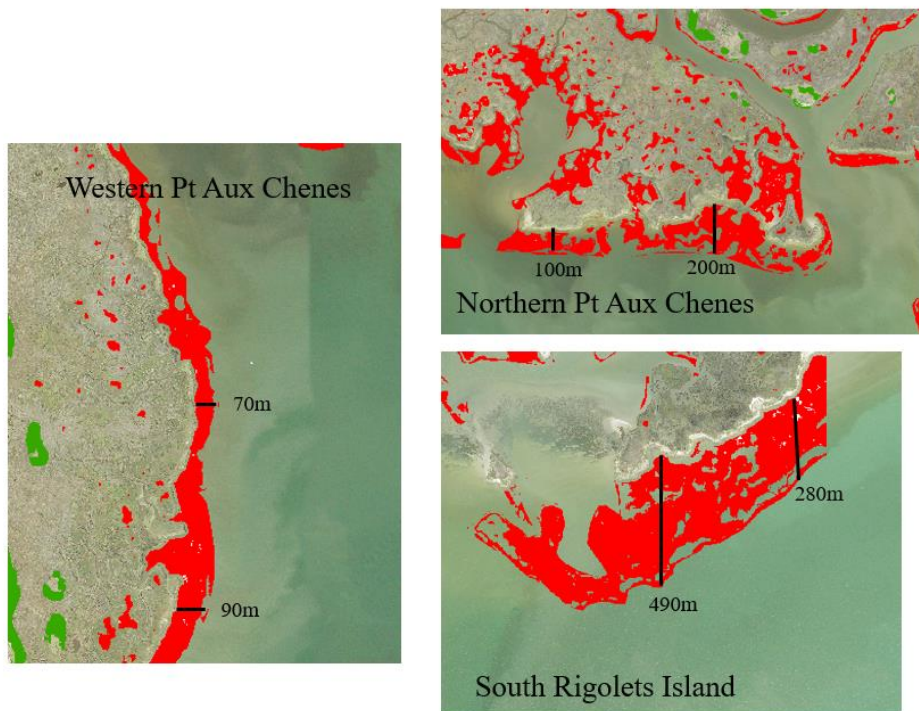 Western Pt Aux Chenes
70m
90m
100m
200m
Northern Pt Aux Chenes
280m
490m
South Rigolets Island